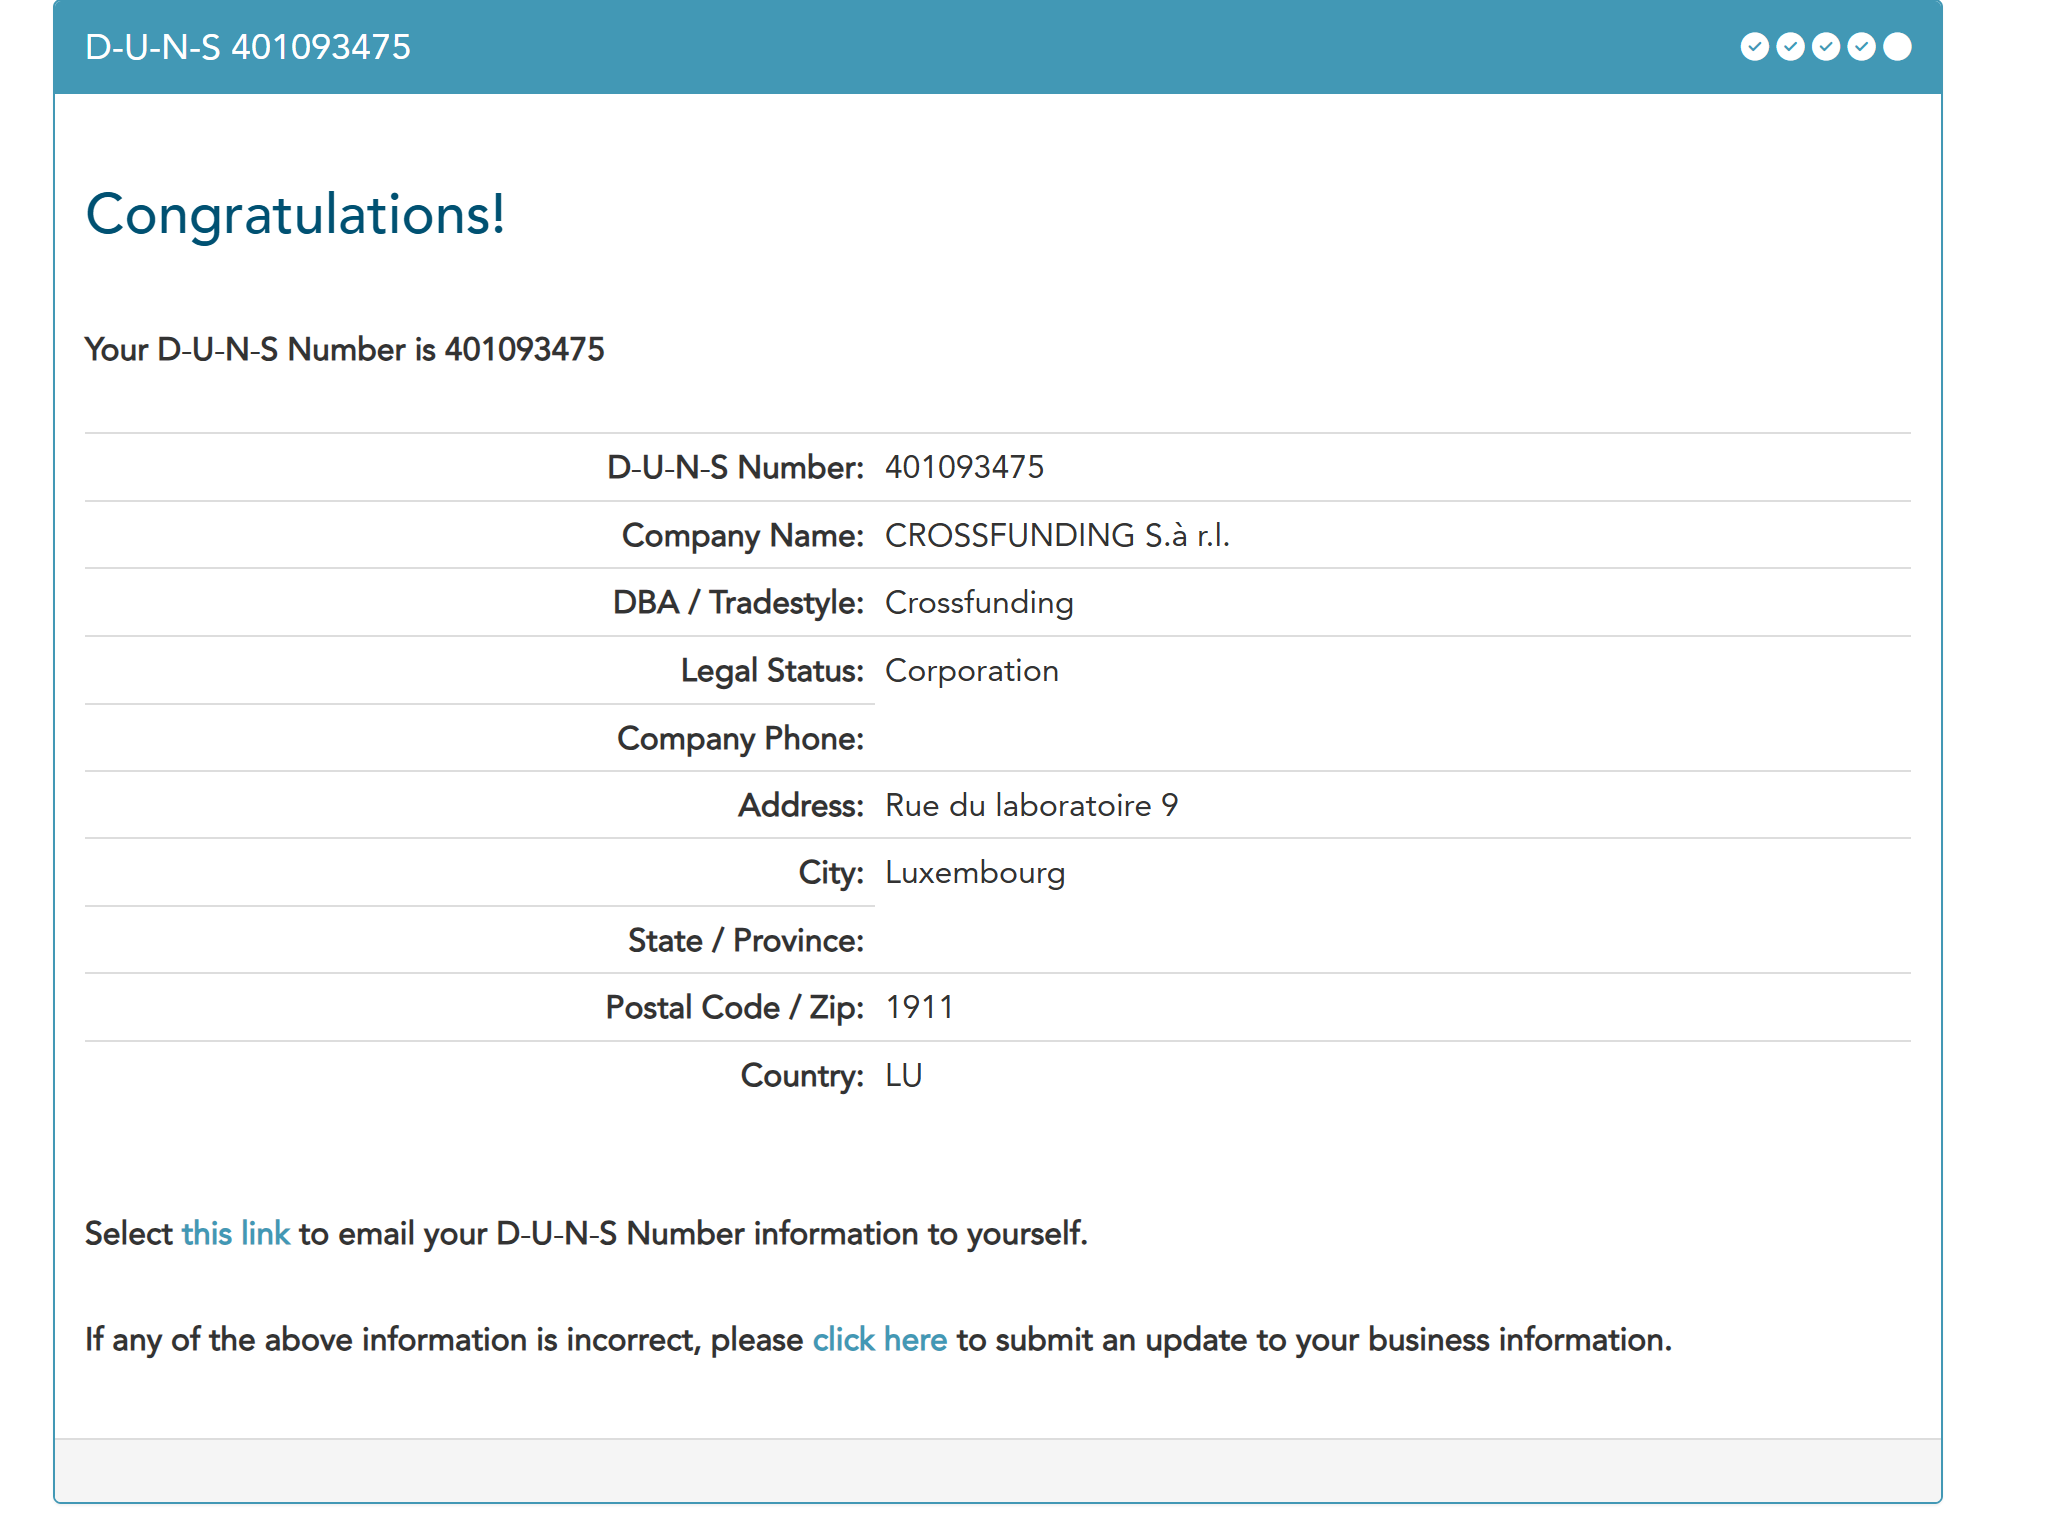 D-U-N-S 401093475
Congratulations!
Your D-U-N-S Number is 401093475
D-U-N-S Number: 401093475
Company Name: CROSSFUNDING S.à r.l.
DBA / Tradestyle: Crossfunding
Legal Status: Corporation
Company Phone:
Address: Rue du laboratoire 9
City: Luxembourg
State / Province:
Postal Code / Zip: 1911
Country: LU
Select this link to email your D-U-N-S Number information to yourself.
If any of the above information is incorrect, please click here to submit an update to your business information.